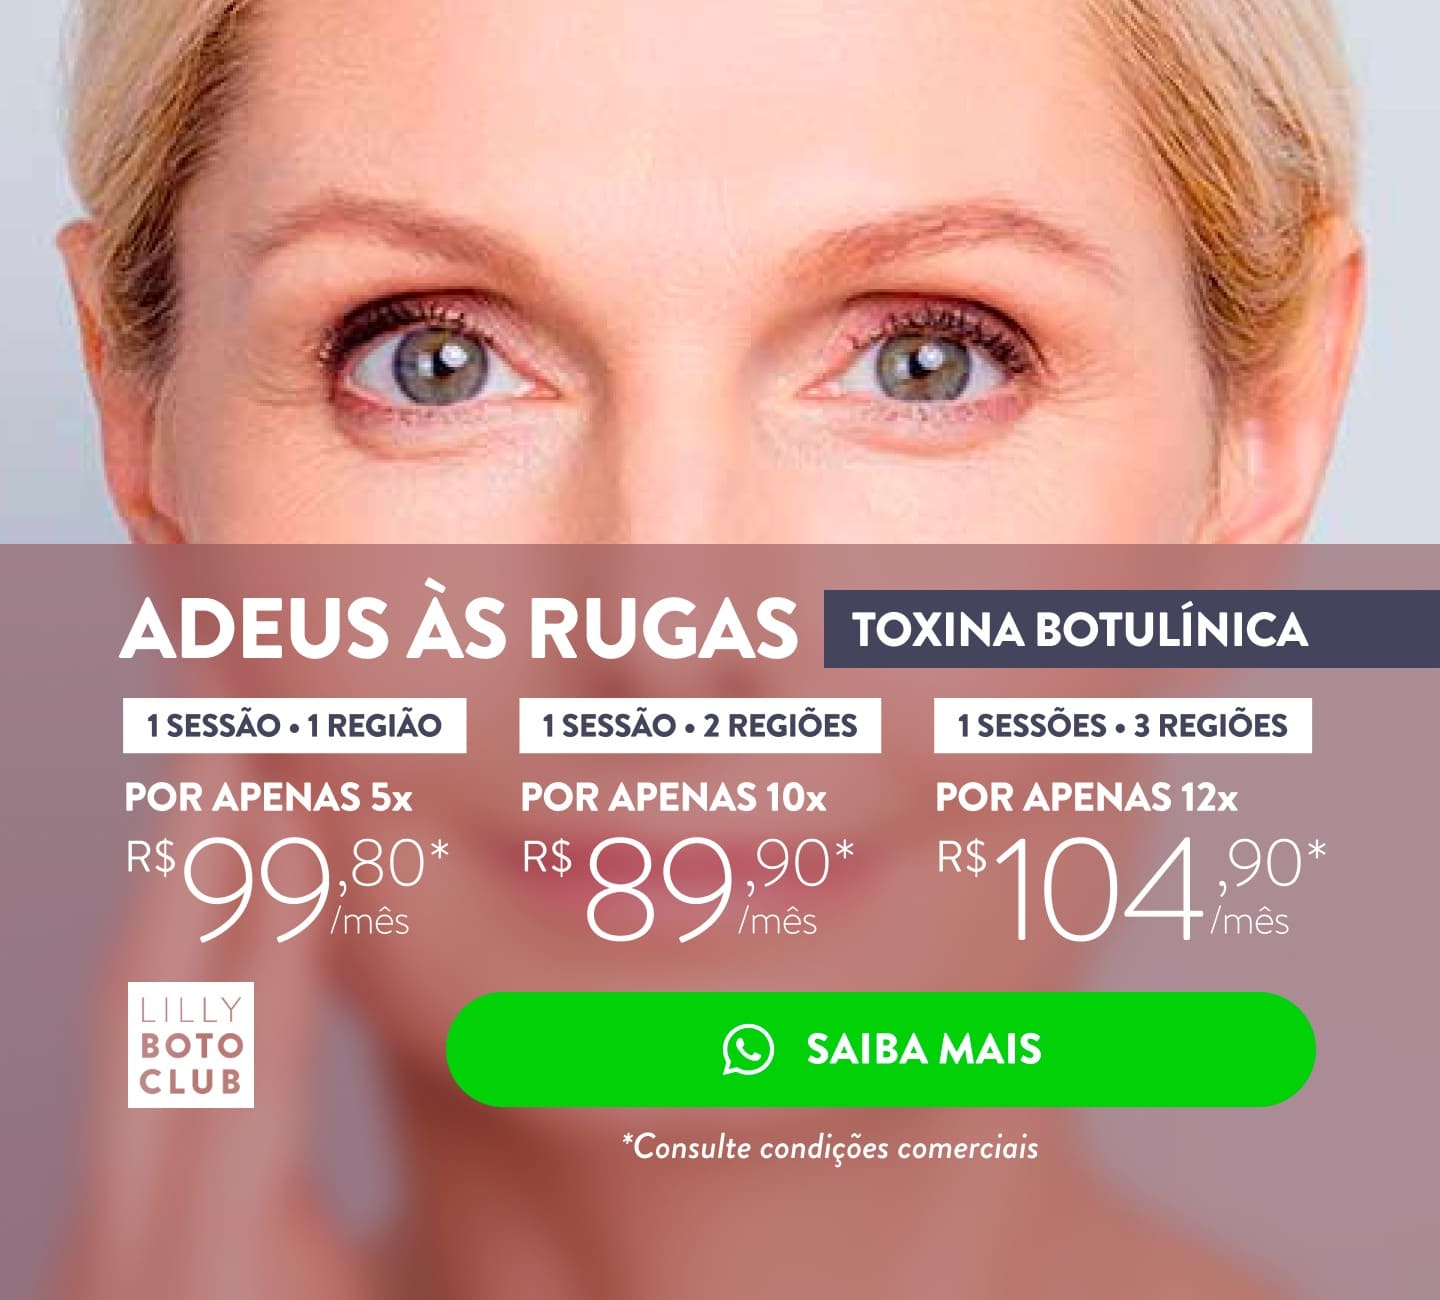 ADEUS ÀS RUGAS
TOXINA BOTULÍNICA
1 SESSÃO • 1 REGIÃO
POR APENAS 5x
R$99,80*
/mês
1 SESSÃO • 2 REGIÕES
POR APENAS 10x
R$89,90*
/mês
1 SESSÕES • 3 REGIÕES
POR APENAS 12x
R$104,90*
/mês
LILLY
BOTO
CLUB
SAIBA MAIS
*Consulte condições comerciais